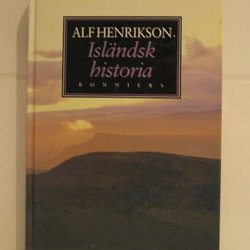 ALF HENRIKSON
Isländsk
historia
BONNIERS